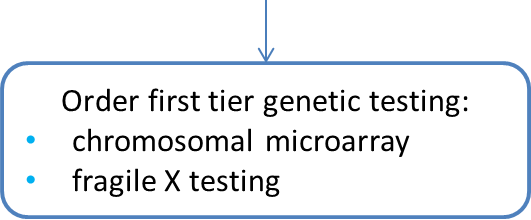 Order first tier genetic testing:
• chromosomal microarray
• fragile X testing